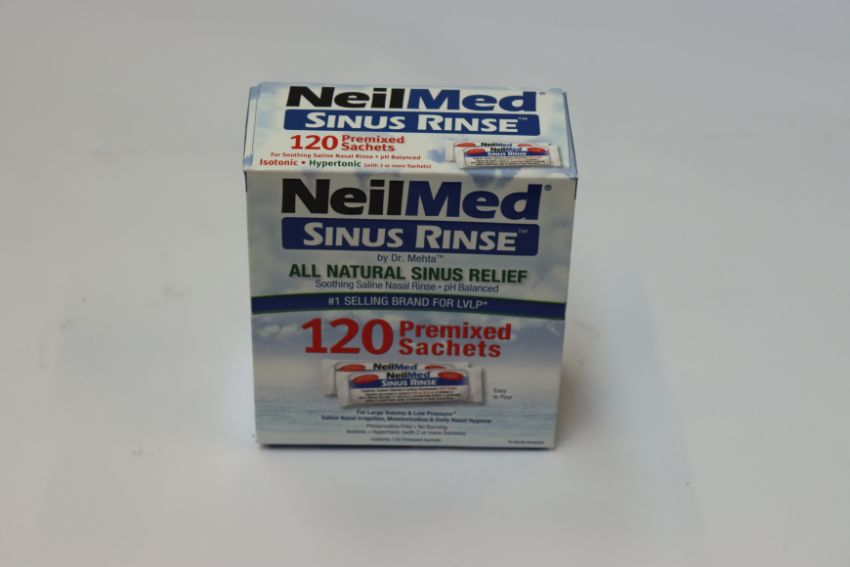 NeilMed®
SINUS RINSE™
120 Premixed Sachets
For Soothing Saline Nasal Rinse • pH Balanced
Isotonic • Hypertonic (with 2 or more Sachets)
NeilMed
SINUS RINSE
NeilMed®
SINUS RINSE™
by Dr. Mehta™
ALL NATURAL SINUS RELIEF
Soothing Saline Nasal Rinse • pH Balanced
#1 SELLING BRAND FOR LVLP*
120 Premixed Sachets
NeilMed
NeilMed
SINUS RINSE
Easy
to Pour
For Large Volume & Low Pressure™
Saline Nasal Irrigation, Moisturization & Daily Nasal Hygiene
Preservative Free • No Burning
Isotonic • Hypertonic (with 2 or more Sachets)
Contents: 120 Premixed Sachets